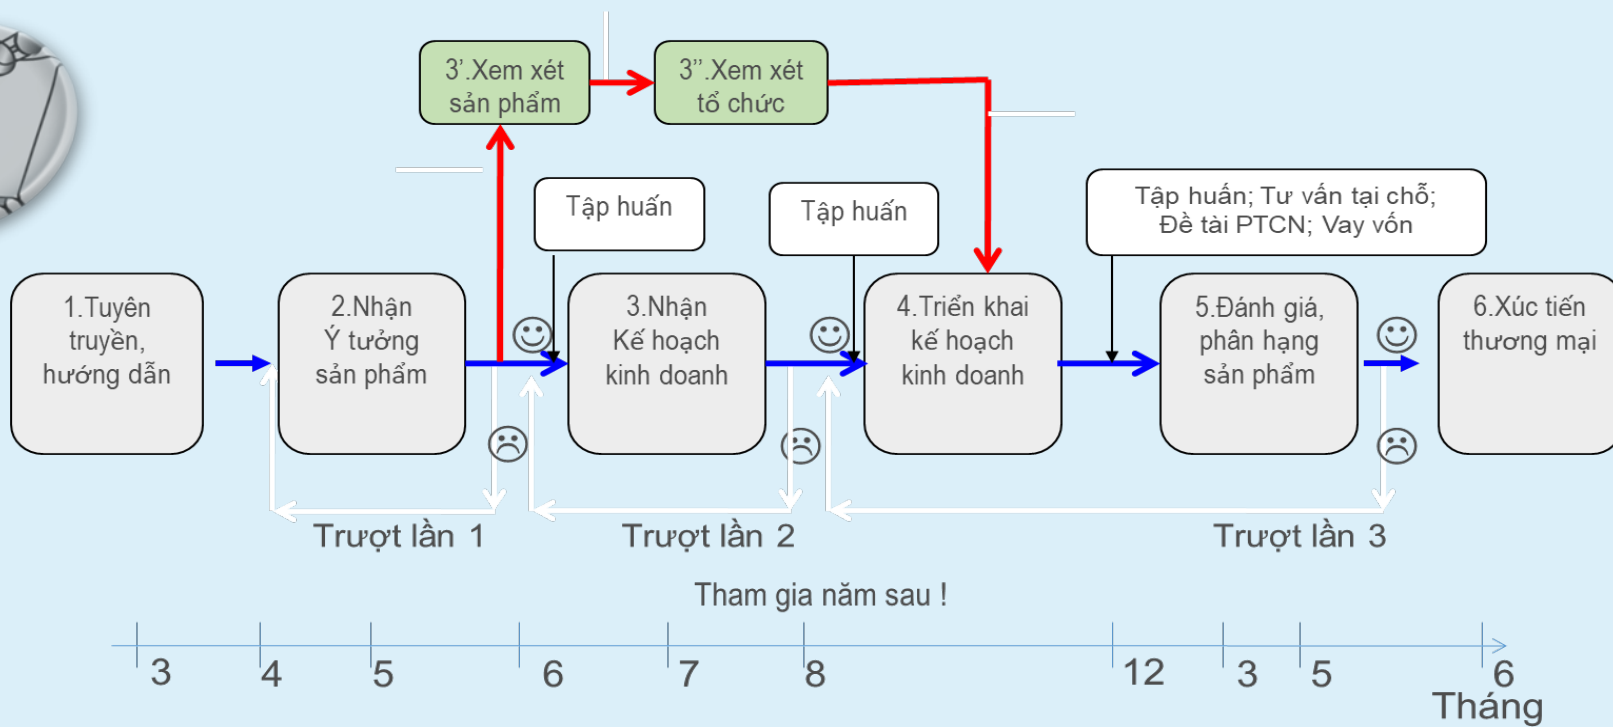 3’.Xem xét
sản phẩm
3”.Xem xét
tổ chức
Tập huấn
Tập huấn
Tập huấn; Tư vấn tại chỗ;
Đề tài PTCN; Vay vốn
1.Tuyên
truyền,
hướng dẫn
2.Nhận
Ý tưởng
sản phẩm
3.Nhận
Kế hoạch
kinh doanh
4.Triển khai
kế hoạch
kinh doanh
5.Đánh giá,
phân hạng
sản phẩm
6.Xúc tiến
thương mại
Trượt lần 1
Trượt lần 2
Trượt lần 3
Tham gia năm sau !
3 4 5 6 7 8 12 3 5 6
Tháng